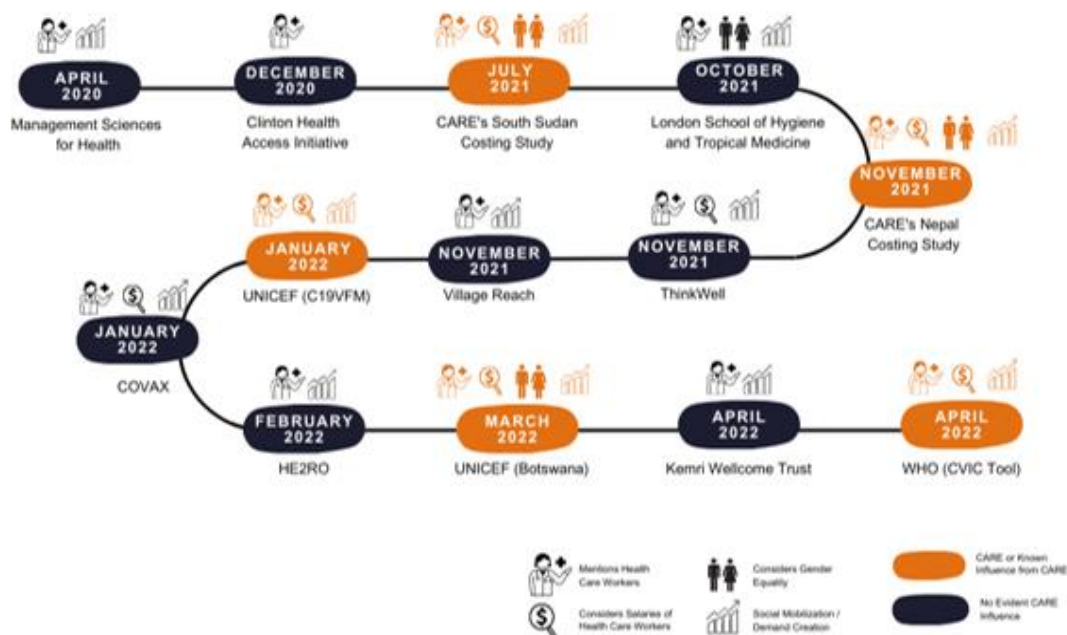 APRIL
2020
Management Sciences
for Health
DECEMBER
2020
Clinton Health
Access Initiative
JULY
2021
CARE's South Sudan
Costing Study
OCTOBER
2021
London School of Hygiene
and Tropical Medicine
NOVEMBER
2021
CARE's Nepal
Costing Study
NOVEMBER
2021
ThinkWell
NOVEMBER
2021
Village Reach
JANUARY
2022
UNICEF (C19VFM)
JANUARY
2022
COVAX
FEBRUARY
2022
HE2RO
MARCH
2022
UNICEF (Botswana)
APRIL
2022
Kemri Wellcome Trust
APRIL
2022
WHO (CVIC Tool)
Mentions Health
Care Workers
Considers Gender
Equality
CARE or Known
Influence from CARE
Considers Salaries of
Health Care Workers
Social Mobilization /
Demand Creation
No Evident CARE
Influence